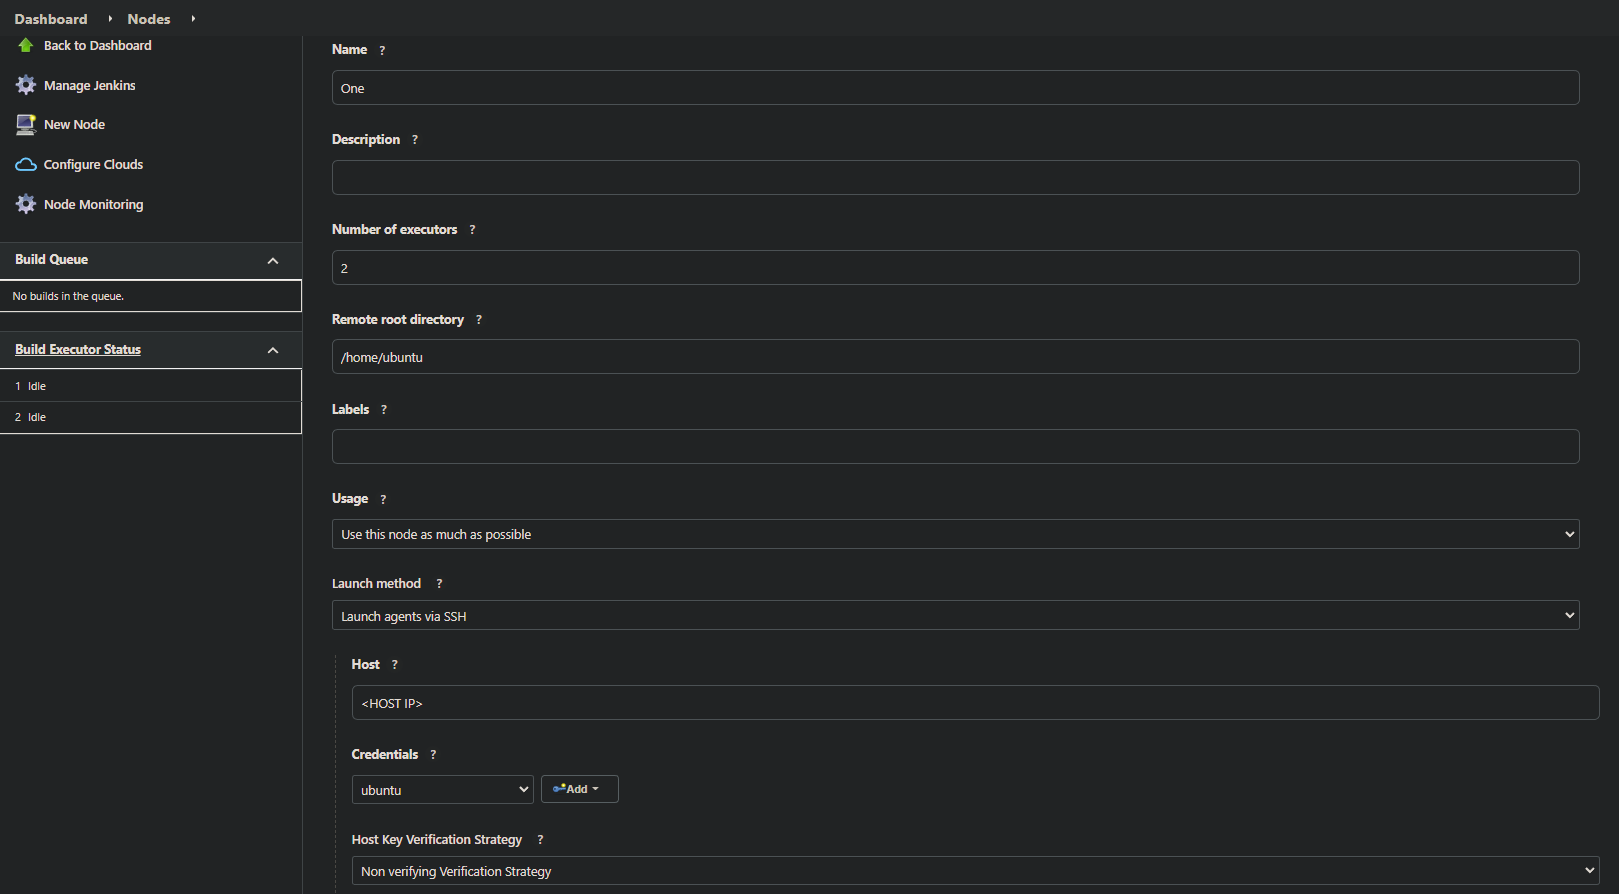 Dashboard Nodes
Back to Dashboard
Manage Jenkins
New Node
Configure Clouds
Node Monitoring
Build Queue
No builds in the queue.
Build Executor Status
1 Idle
2 Idle
Name ?
One
Description ?
Number of executors ?
2
Remote root directory ?
/home/ubuntu
Labels ?
Usage ?
Use this node as much as possible
Launch method ?
Launch agents via SSH
Host ?
<HOST IP>
Credentials ?
ubuntu Add
Host Key Verification Strategy ?
Non verifying Verification Strategy